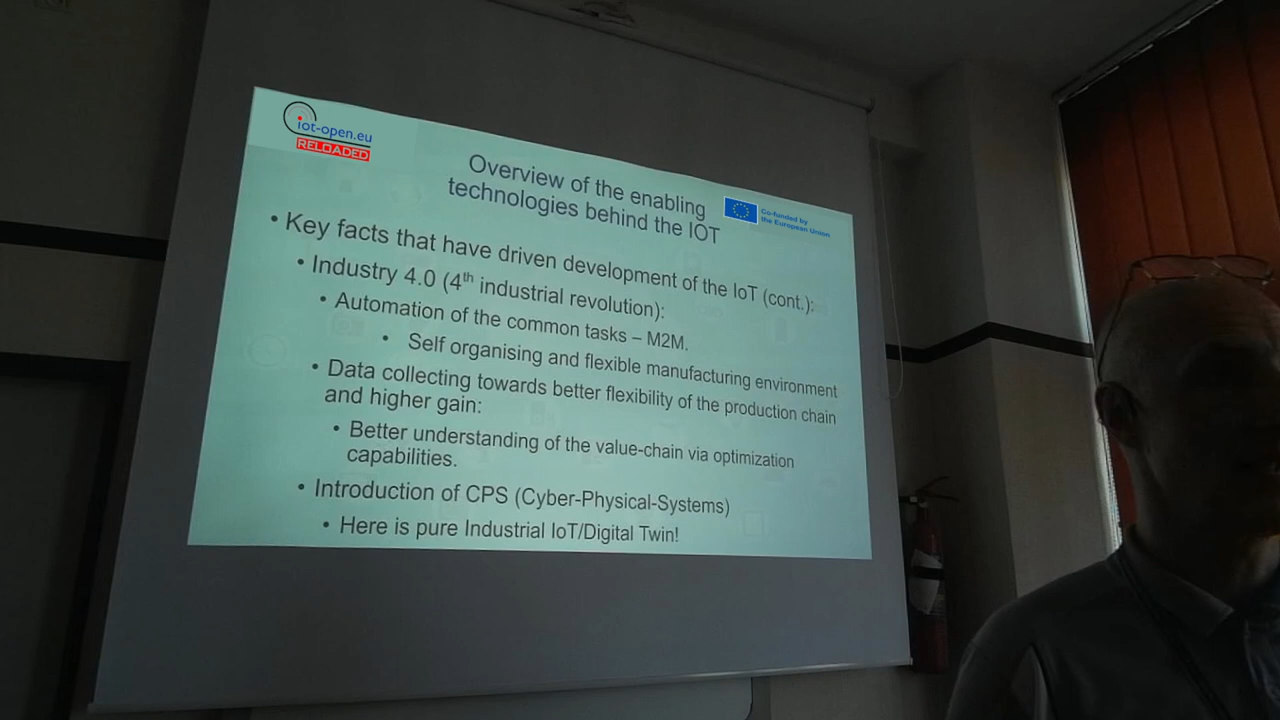 iot-open.eu
RELOADED
Overview of the enabling
technologies behind the IOT
Co-funded by
the European Union
• Key facts that have driven development of the IoT (cont.):
• Industry 4.0 (4th industrial revolution):
• Automation of the common tasks – M2M.
• Self organising and flexible manufacturing environment
• Data collecting towards better flexibility of the production chain
and higher gain:
• Better understanding of the value-chain via optimization
capabilities.
• Introduction of CPS (Cyber-Physical-Systems)
• Here is pure Industrial IoT/Digital Twin!